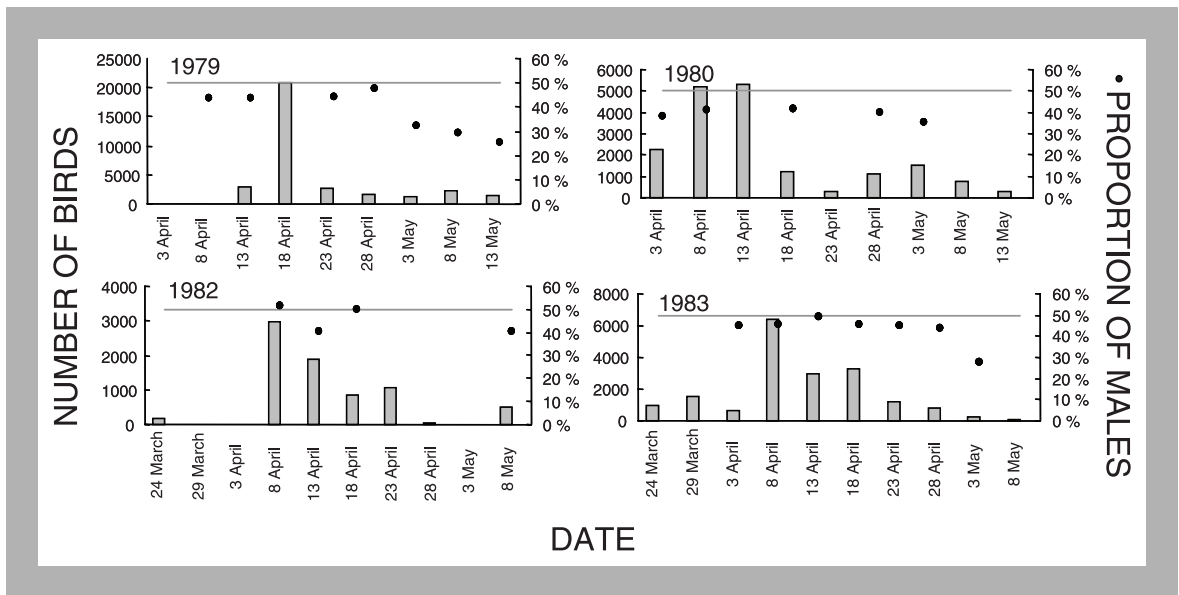 NUMBER OF BIRDS
1979
25000
20000
15000
10000
5000
0
60 %
50 %
40 %
30 %
20 %
10 %
0 %
3 April
8 April
13 April
18 April
23 April
28 April
3 May
8 May
13 May
1980
6000
5000
4000
3000
2000
1000
0
60 %
50 %
40 %
30 %
20 %
10 %
0 %
3 April
8 April
13 April
18 April
23 April
28 April
3 May
8 May
13 May
1982
4000
3000
2000
1000
0
60 %
50 %
40 %
30 %
20 %
10 %
0 %
24 March
29 March
3 April
8 April
13 April
18 April
23 April
28 April
3 May
8 May
1983
8000
6000
4000
2000
0
60 %
50 %
40 %
30 %
20 %
10 %
0 %
24 March
29 March
3 April
8 April
13 April
18 April
23 April
28 April
3 May
8 May
• PROPORTION OF MALES
DATE